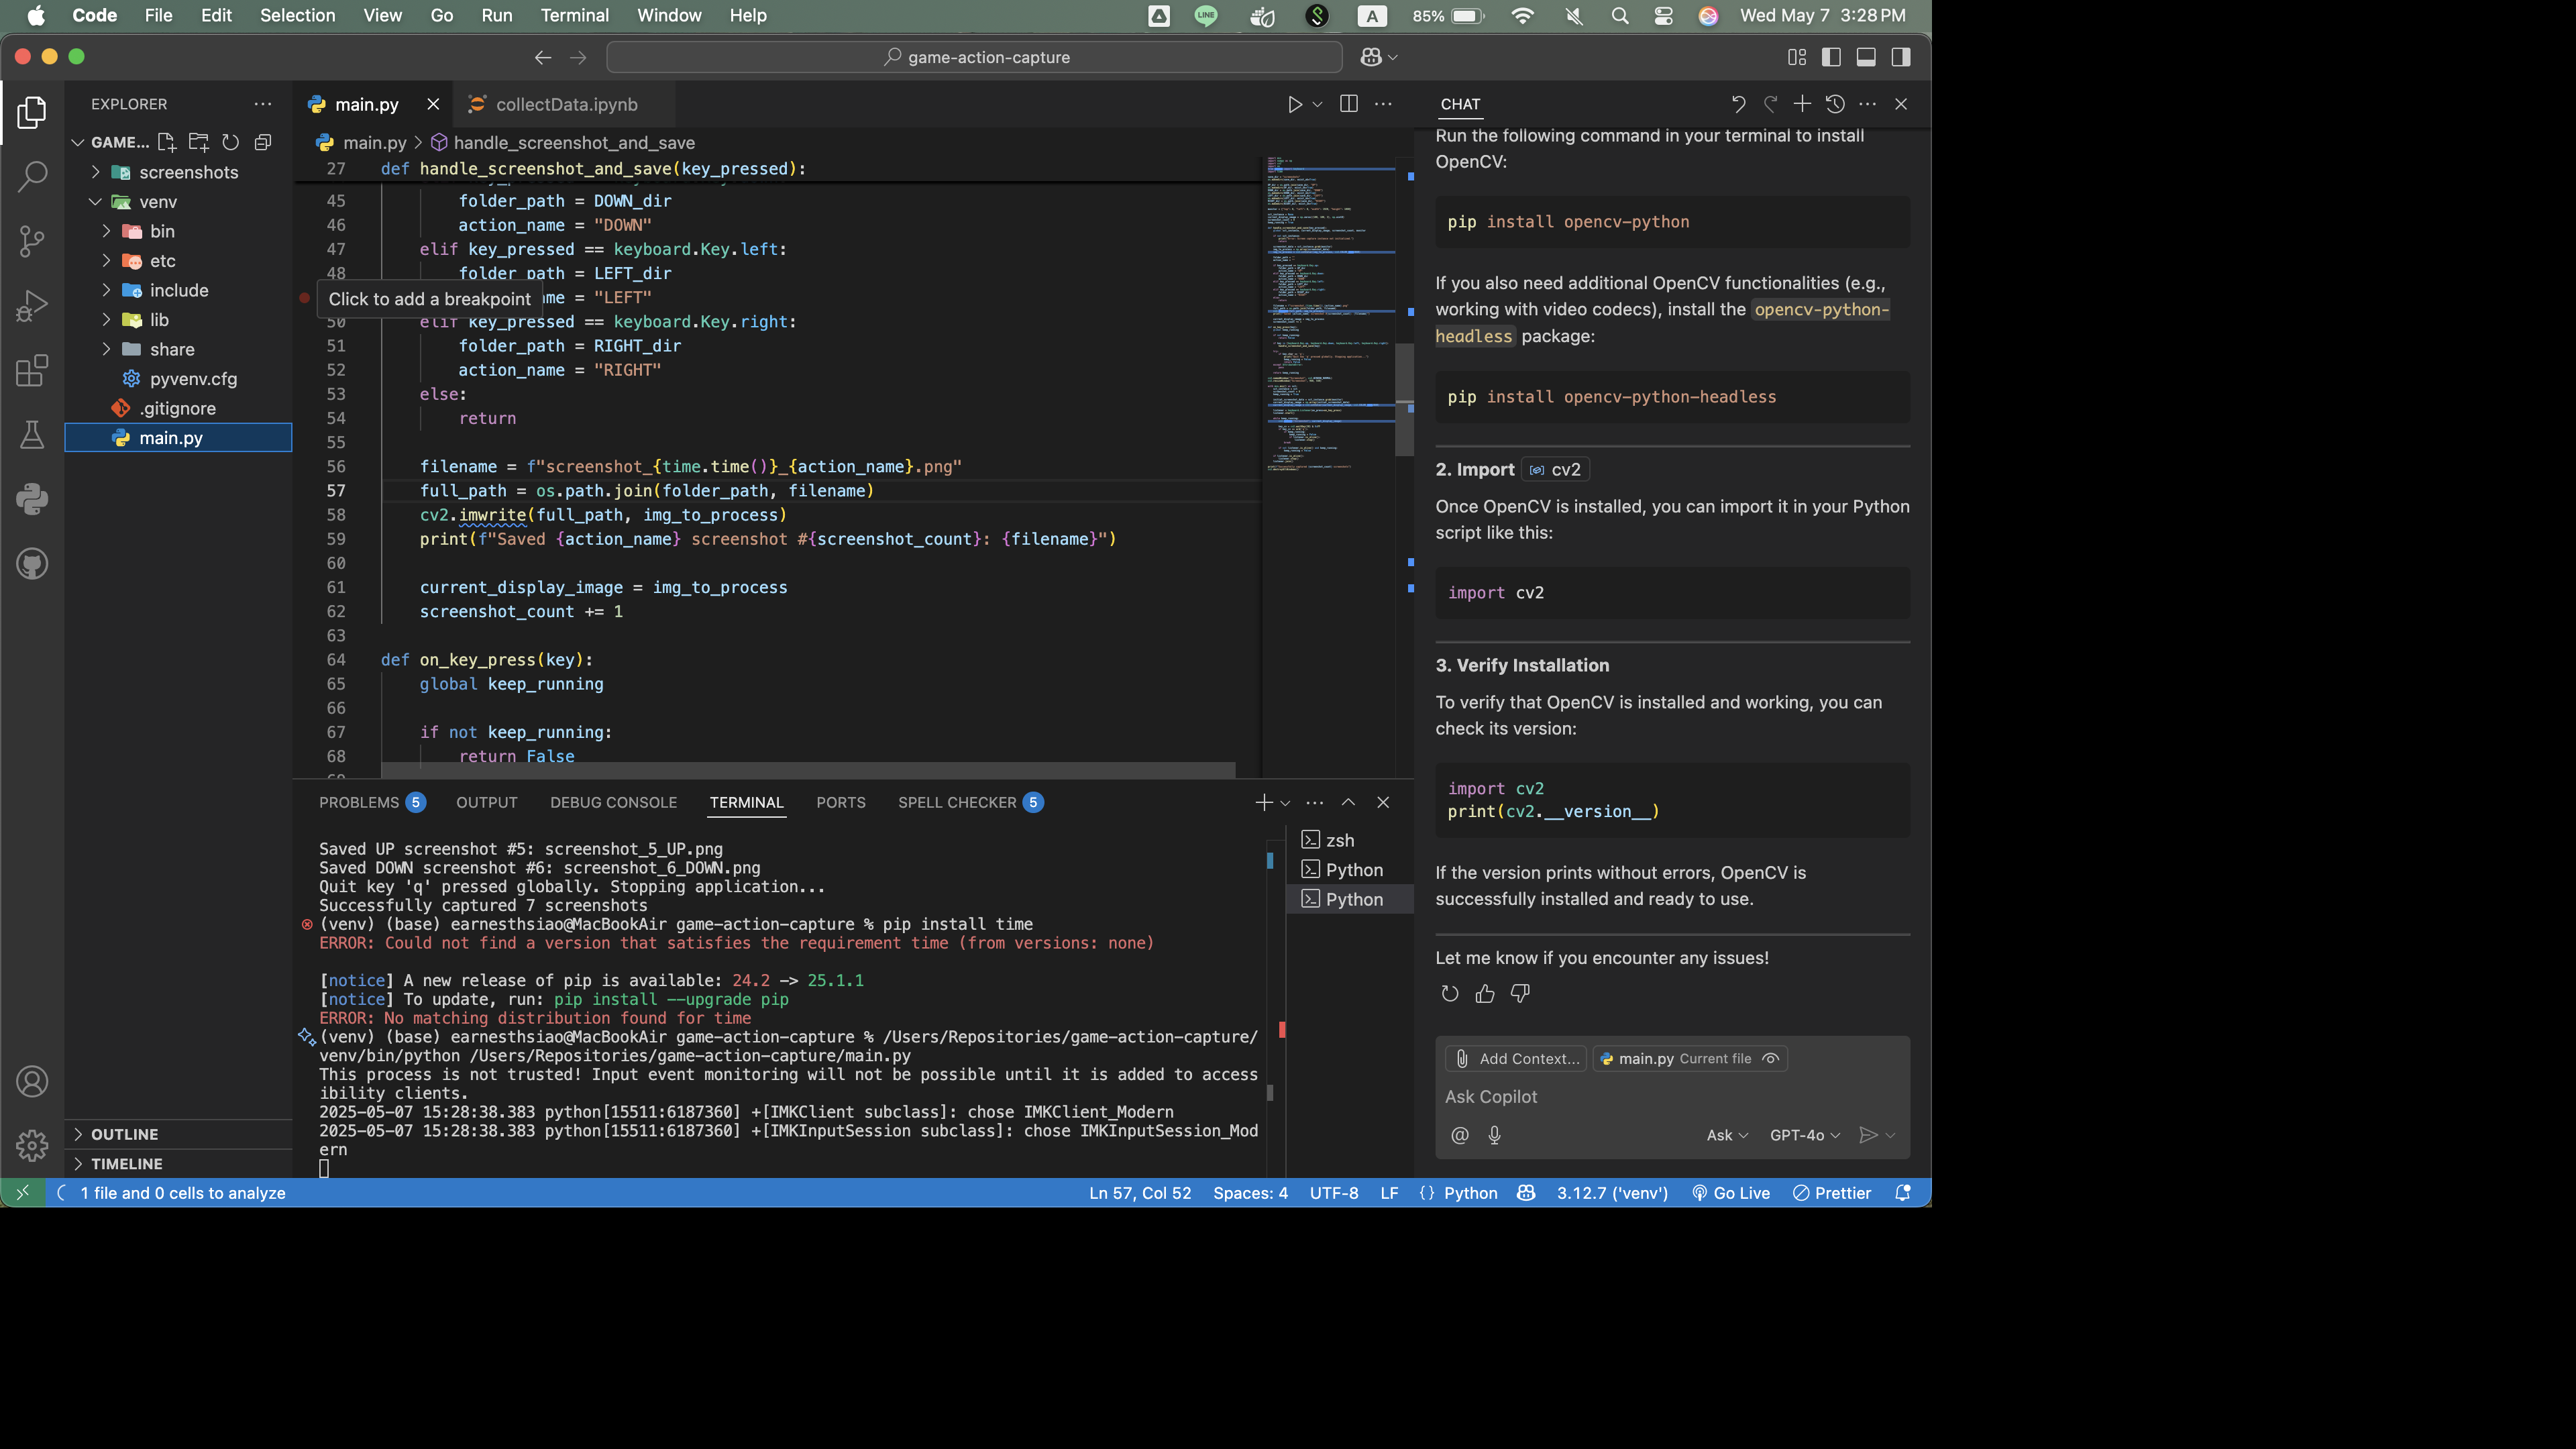 Code File Edit Selection View Go Run Terminal Window Help LINE A 85% Wed May 7 3:28 PM
game-action-capture
EXPLORER
GAME...
screenshots
venv
bin
etc
include
lib
share
pyvenv.cfg
.gitignore
main.py
OUTLINE
TIMELINE
main.py collectData.ipynb
main.py > handle_screenshot_and_save
27 def handle_screenshot_and_save(key_pressed):
45 folder_path = DOWN_dir
46 action_name = "DOWN"
47 elif key_pressed == keyboard.Key.left:
48 folder_path = LEFT_dir
Click to add a breakpoint
me = "LEFT"
50 elif key_pressed == keyboard.Key.right:
51 folder_path = RIGHT_dir
52 action_name = "RIGHT"
53 else:
54 return
55
56 filename = f"screenshot_{time.time()}_{action_name}.png"
57 full_path = os.path.join(folder_path, filename)
58 cv2.imwrite(full_path, img_to_process)
59 print(f"Saved {action_name} screenshot #{screenshot_count}: {filename}")
60
61 current_display_image = img_to_process
62 screenshot_count += 1
63
64 def on_key_press(key):
65 global keep_running
66
67 if not keep_running:
68 return False
PROBLEMS 5 OUTPUT DEBUG CONSOLE TERMINAL PORTS SPELL CHECKER 5
Saved UP screenshot #5: screenshot_5_UP.png
Saved DOWN screenshot #6: screenshot_6_DOWN.png
Quit key 'q' pressed globally. Stopping application...
Successfully captured 7 screenshots
(venv) (base) earnesthsiao@MacBookAir game-action-capture % pip install time
ERROR: Could not find a version that satisfies the requirement time (from versions: none)
[notice] A new release of pip is available: 24.2 -> 25.1.1
[notice] To update, run: pip install --upgrade pip
ERROR: No matching distribution found for time
(venv) (base) earnesthsiao@MacBookAir game-action-capture % /Users/Repositories/game-action-capture/
venv/bin/python /Users/Repositories/game-action-capture/main.py
This process is not trusted! Input event monitoring will not be possible until it is added to access
ibility clients.
2025-05-07 15:28:38.383 python[15511:6187360] +[IMKClient subclass]: chose IMKClient_Modern
2025-05-07 15:28:38.383 python[15511:6187360] +[IMKInputSession subclass]: chose IMKInputSession_Mod
ern
zsh
Python
Python
CHAT
Run the following command in your terminal to install
OpenCV:
pip install opencv-python
If you also need additional OpenCV functionalities (e.g.,
working with video codecs), install the opencv-python-
headless package:
pip install opencv-python-headless
2. Import cv2
Once OpenCV is installed, you can import it in your Python
script like this:
import cv2
3. Verify Installation
To verify that OpenCV is installed and working, you can
check its version:
import cv2
print(cv2.__version__)
If the version prints without errors, OpenCV is
successfully installed and ready to use.
Let me know if you encounter any issues!
Add Context... main.py Current file
Ask Copilot
@ Ask GPT-4o
1 file and 0 cells to analyze Ln 57, Col 52 Spaces: 4 UTF-8 LF {} Python 3.12.7 ('venv') Go Live Prettier